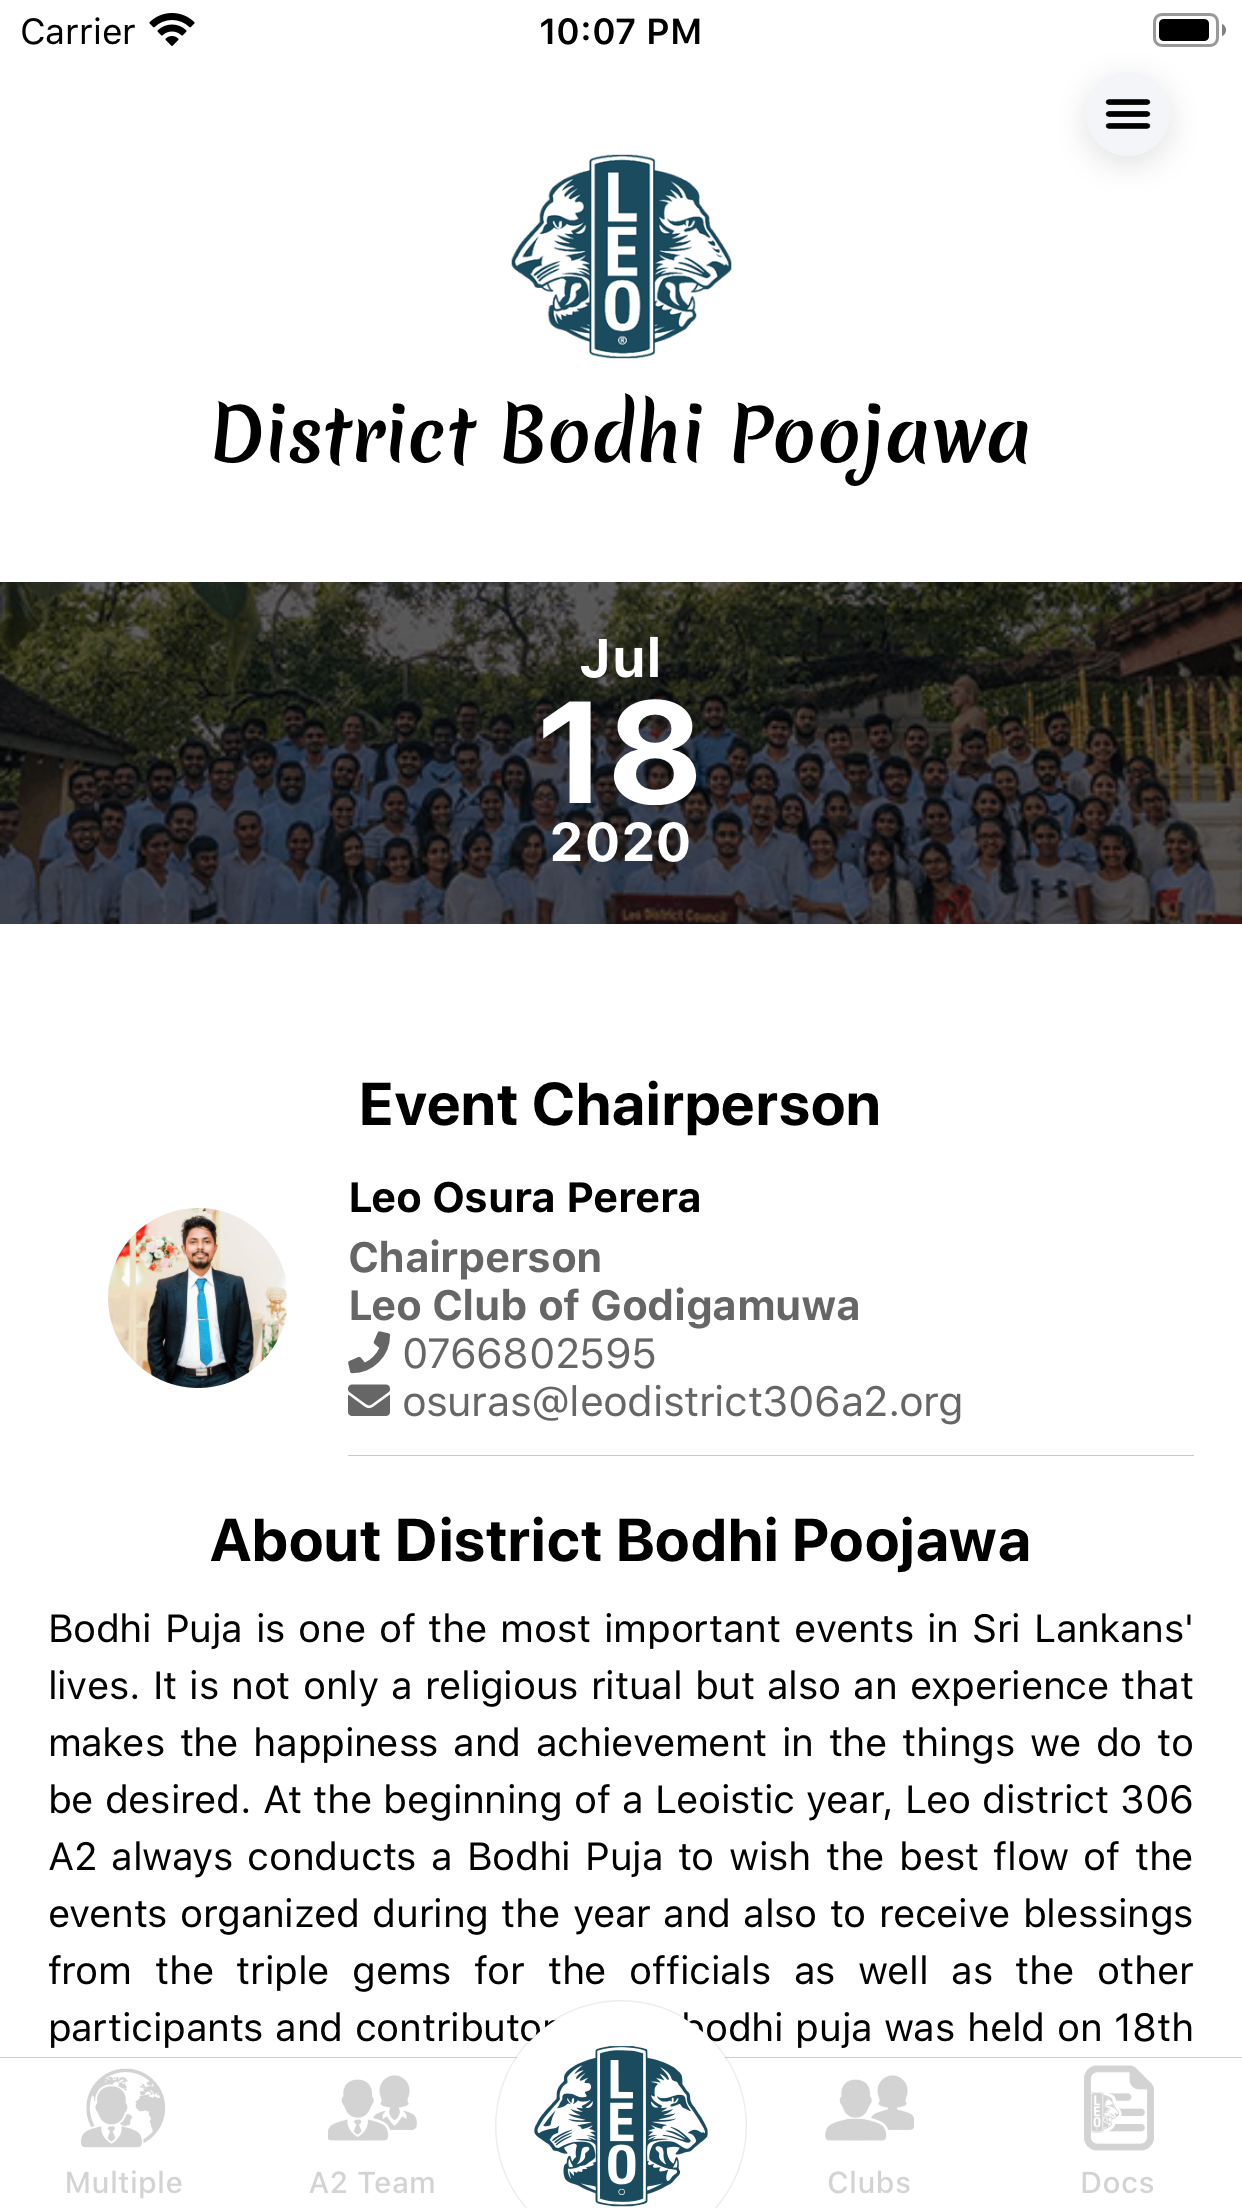 Carrier
10:07 PM
LEO
®
District Bodhi Poojawa
Jul
18
2020
Leo District Council
Event Chairperson
Leo Osura Perera
Chairperson
Leo Club of Godigamuwa
0766802595
osuras@leodistrict306a2.org
About District Bodhi Poojawa
Bodhi Puja is one of the most important events in Sri Lankans'
lives. It is not only a religious ritual but also an experience that
makes the happiness and achievement in the things we do to
be desired. At the beginning of a Leoistic year, Leo district 306
A2 always conducts a Bodhi Puja to wish the best flow of the
events organized during the year and also to receive blessings
from the triple gems for the officials as well as the other
participants and bodhi puja was held on 18th
LEO
Multiple
A2 Team
Clubs
LEO
Docs